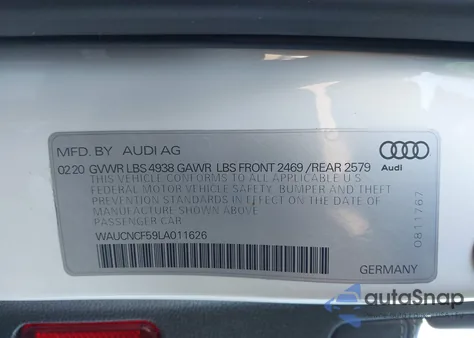 MFD. BY AUDI AG
02 20 GVWR LBS 4938 GAWR LBS FRONT 2469 /REAR 2579
THIS VEHICLE CONFORMS TO ALL APPLICABLE U.S.
FEDERAL MOTOR VEHICLE SAFETY, BUMPER AND THEFT
PREVENTION STANDARDS IN EFFECT ON THE DATE OF
MANUFACTURE SHOWN ABOVE.
PASSENGER CAR
WAUCNCF59LA011626
Audi
0811787
GERMANY
autoSnap